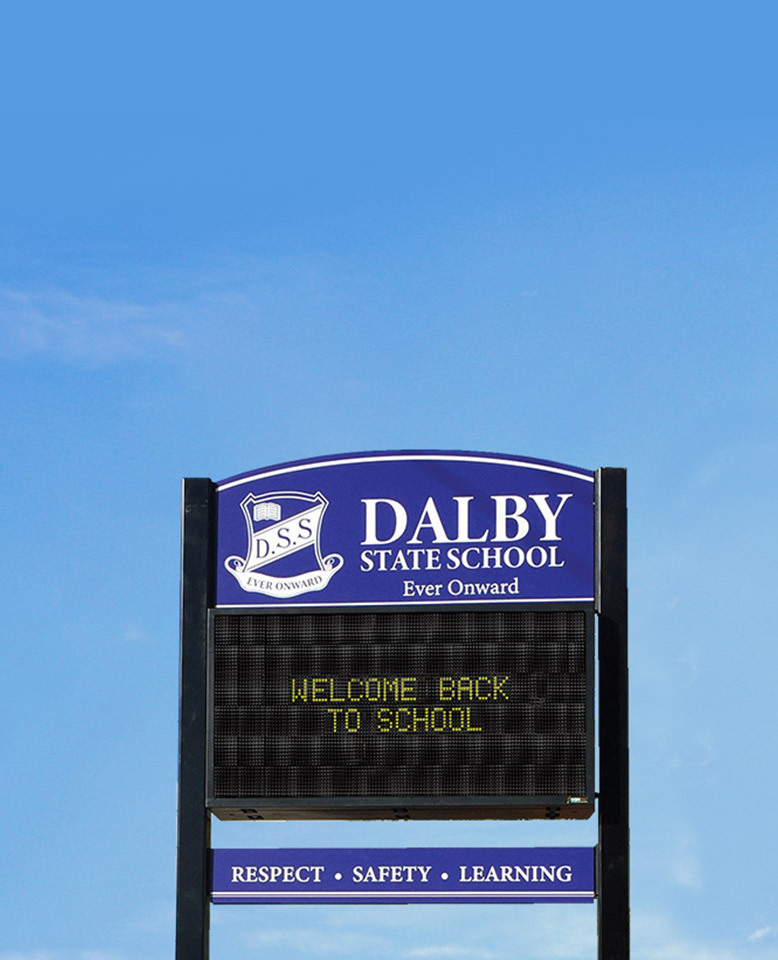 D.S.S
EVER ONWARD
DALBY
STATE SCHOOL
Ever Onward
WELCOME BACK
TO SCHOOL
RESPECT • SAFETY • LEARNING